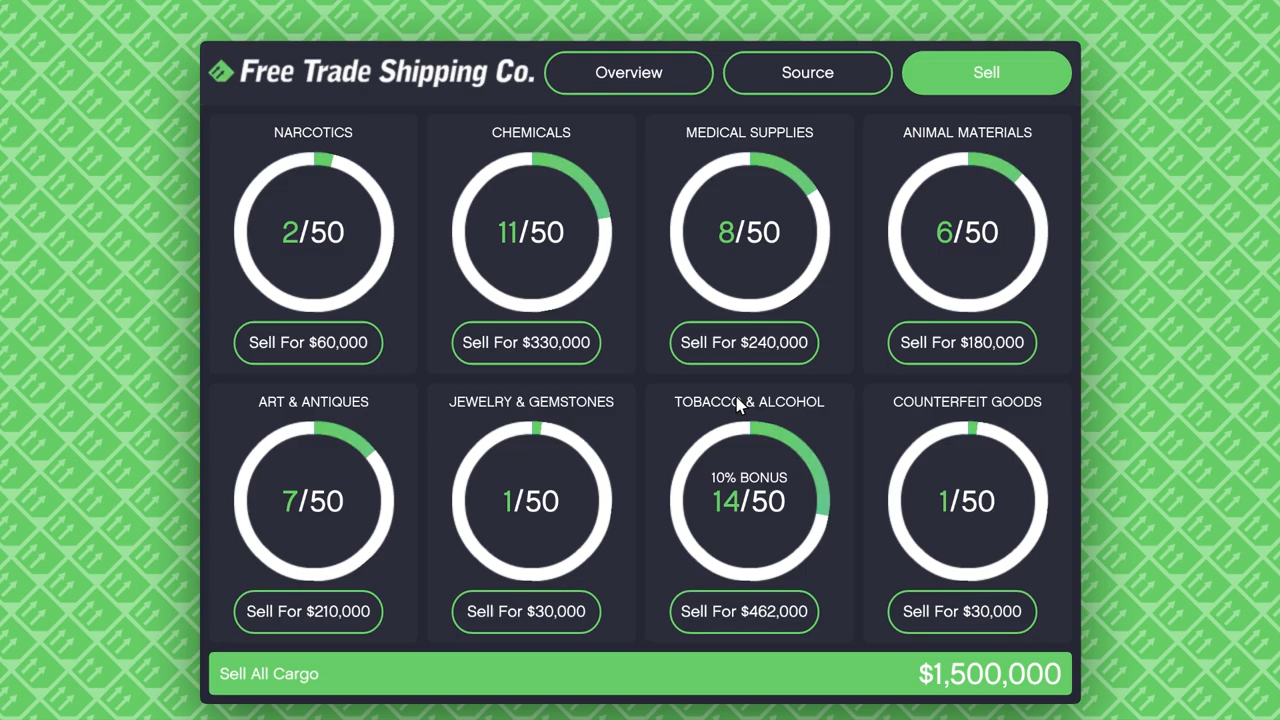 Free Trade Shipping Co.
Overview
Source
Sell
NARCOTICS
CHEMICALS
MEDICAL SUPPLIES
ANIMAL MATERIALS
2/50
11/50
8/50
6/50
Sell For $60,000
Sell For $330,000
Sell For $240,000
Sell For $180,000
ART & ANTIQUES
JEWELRY & GEMSTONES
TOBACCO & ALCOHOL
COUNTERFEIT GOODS
7/50
1/50
10% BONUS
14/50
1/50
Sell For $210,000
Sell For $30,000
Sell For $462,000
Sell For $30,000
Sell All Cargo
$1,500,000